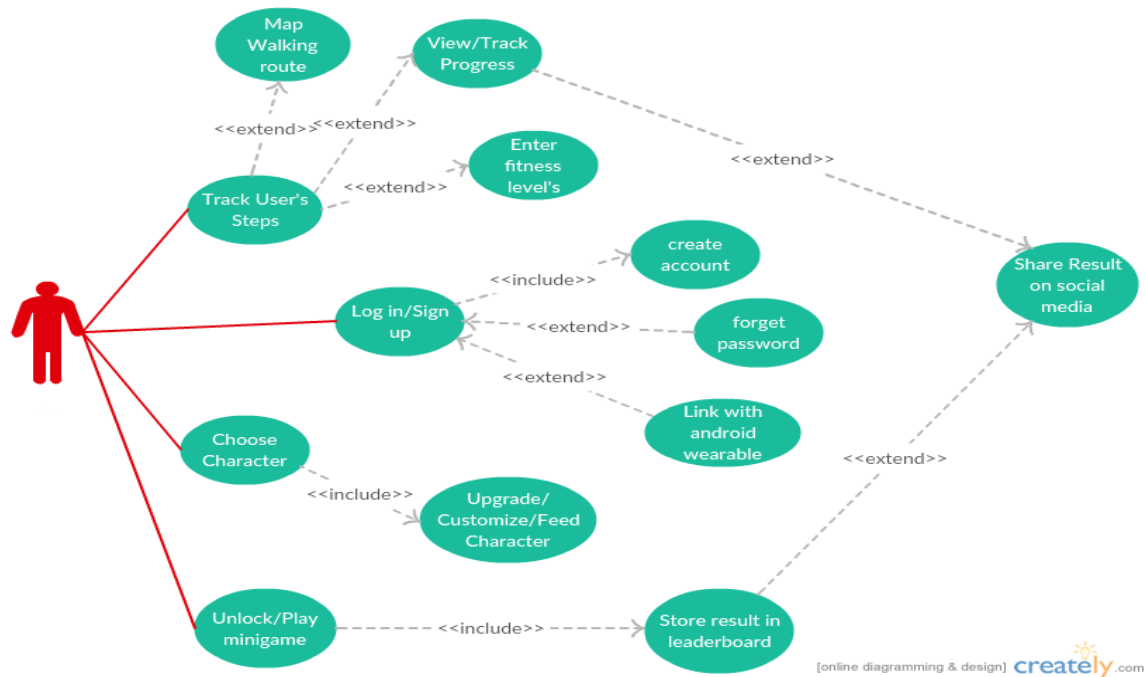 Map
Walking
route
View/Track
Progress
<<extend>>
<<extend>>
<<extend>>
Enter
fitness
level's
<<extend>>
Track User's
Steps
create
account
<<include>>
Share Result
on social
media
Log in/Sign
up
<<extend>>
forget
password
<<extend>>
Link with
android
wearable
Choose
Character
<<include>>
<<extend>>
Upgrade/
Customize/Feed
Character
Unlock/Play
minigame
<<include>>
Store result in
leaderboard
[online diagramming & design] creately.com